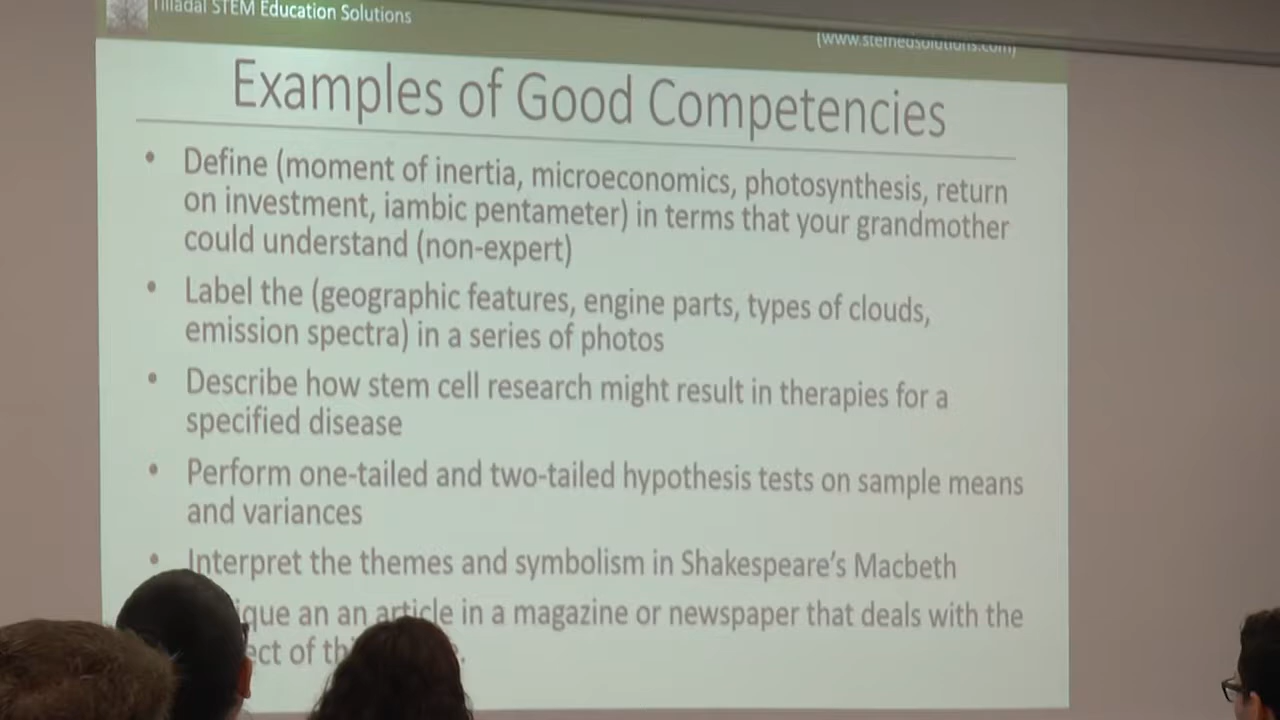 STEM Education Solutions
(www.stemedsolutions.com)
Examples of Good Competencies
• Define (moment of inertia, microeconomics, photosynthesis, return
on investment, iambic pentameter) in terms that your grandmother
could understand (non-expert)
• Label the (geographic features, engine parts, types of clouds,
emission spectra) in a series of photos
• Describe how stem cell research might result in therapies for a
specified disease
• Perform one-tailed and two-tailed hypothesis tests on sample means
and variances
• Interpret the themes and symbolism in Shakespeare's Macbeth
an an article in a magazine or newspaper that deals with the
of